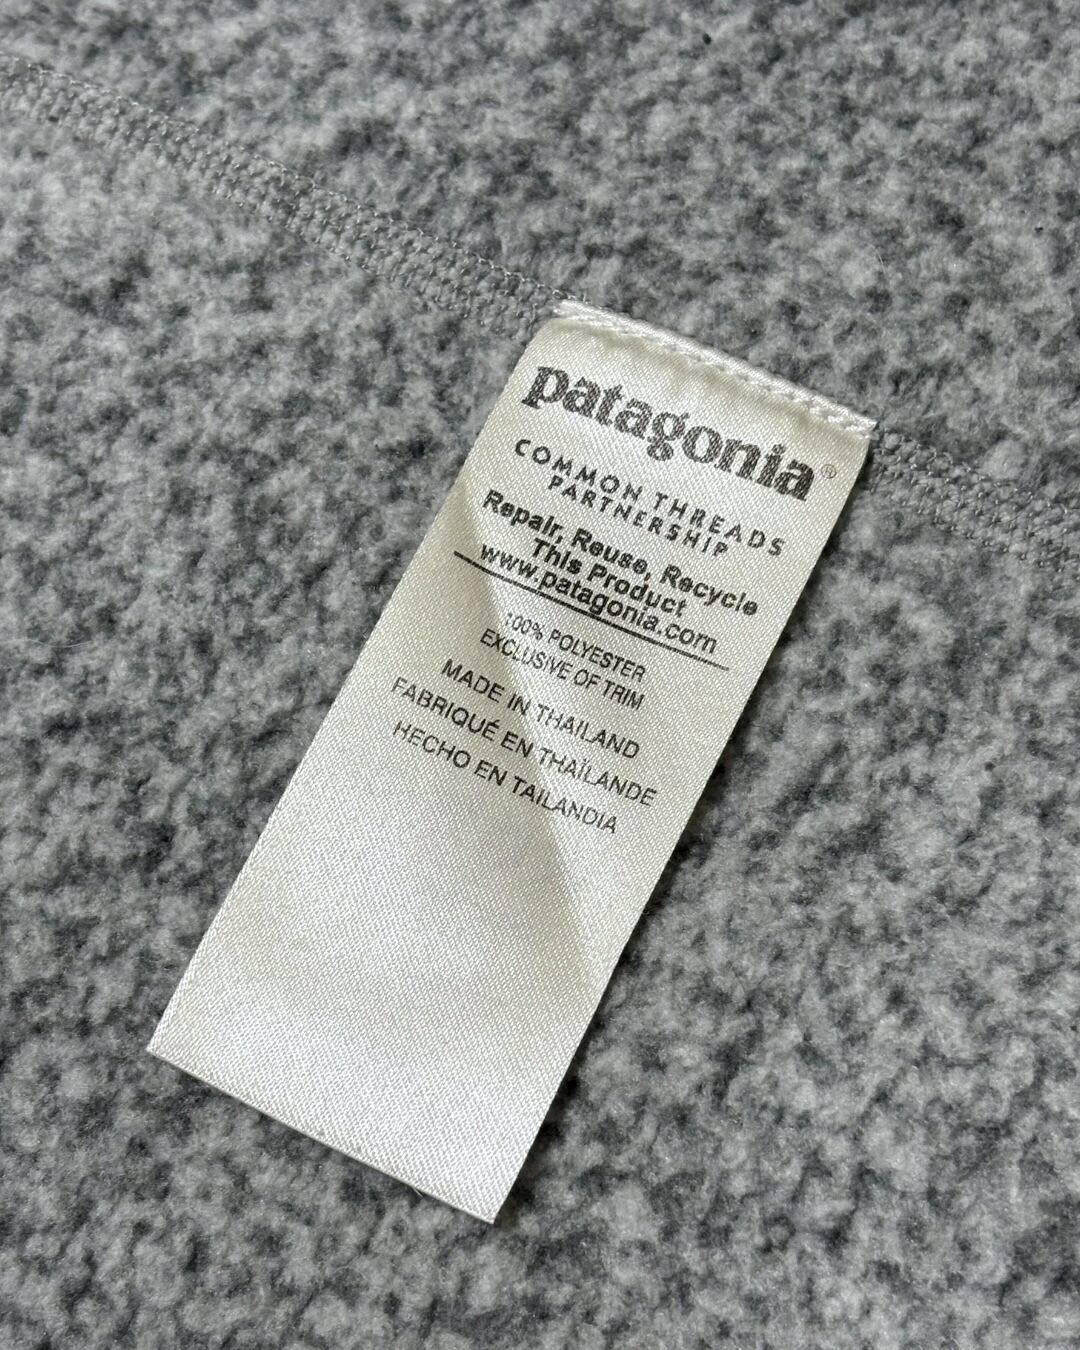 patagonia®
COMMON THREADS
PARTNERSHIP
Repair, Reuse, Recycle
This Product
www.patagonia.com
100% POLYESTER
EXCLUSIVE OF TRIM
MADE IN THAILAND
FABRIQUÉ EN THAÏLANDE
HECHO EN TAILANDIA